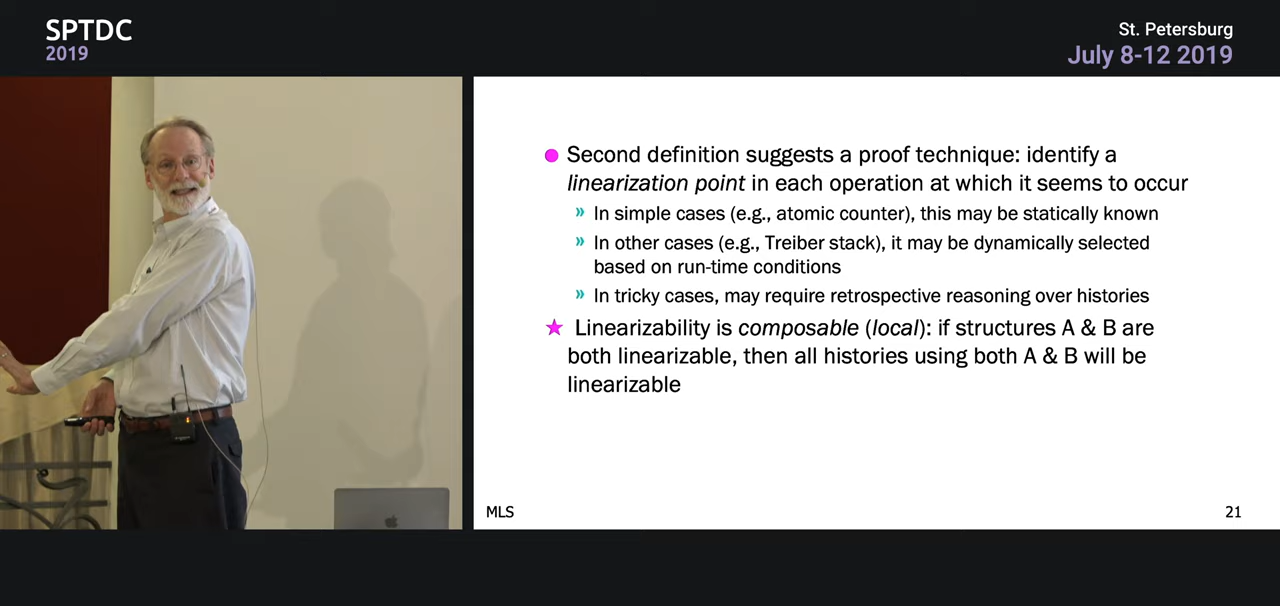 SPTDC
2019
St. Petersburg
July 8-12 2019
Second definition suggests a proof technique: identify a
linearization point in each operation at which it seems to occur
» In simple cases (e.g., atomic counter), this may be statically known
» In other cases (e.g., Treiber stack), it may be dynamically selected
based on run-time conditions
» In tricky cases, may require retrospective reasoning over histories
Linearizability is composable (local): if structures A & B are
both linearizable, then all histories using both A & B will be
linearizable
MLS
21